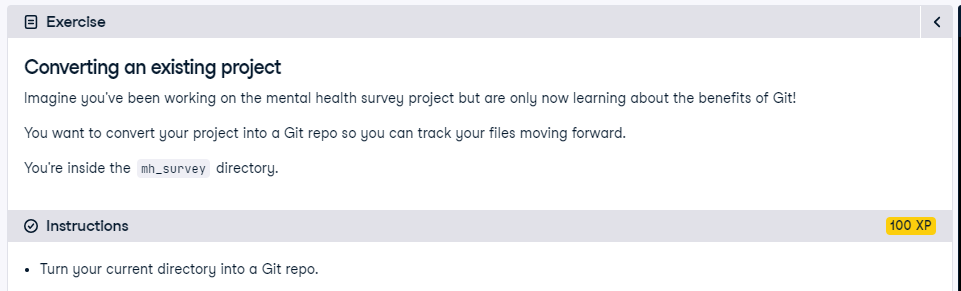 Exercise
Converting an existing project
Imagine you've been working on the mental health survey project but are only now learning about the benefits of Git!
You want to convert your project into a Git repo so you can track your files moving forward.
You're inside the mh_survey directory.
Instructions
100 XP
• Turn your current directory into a Git repo.